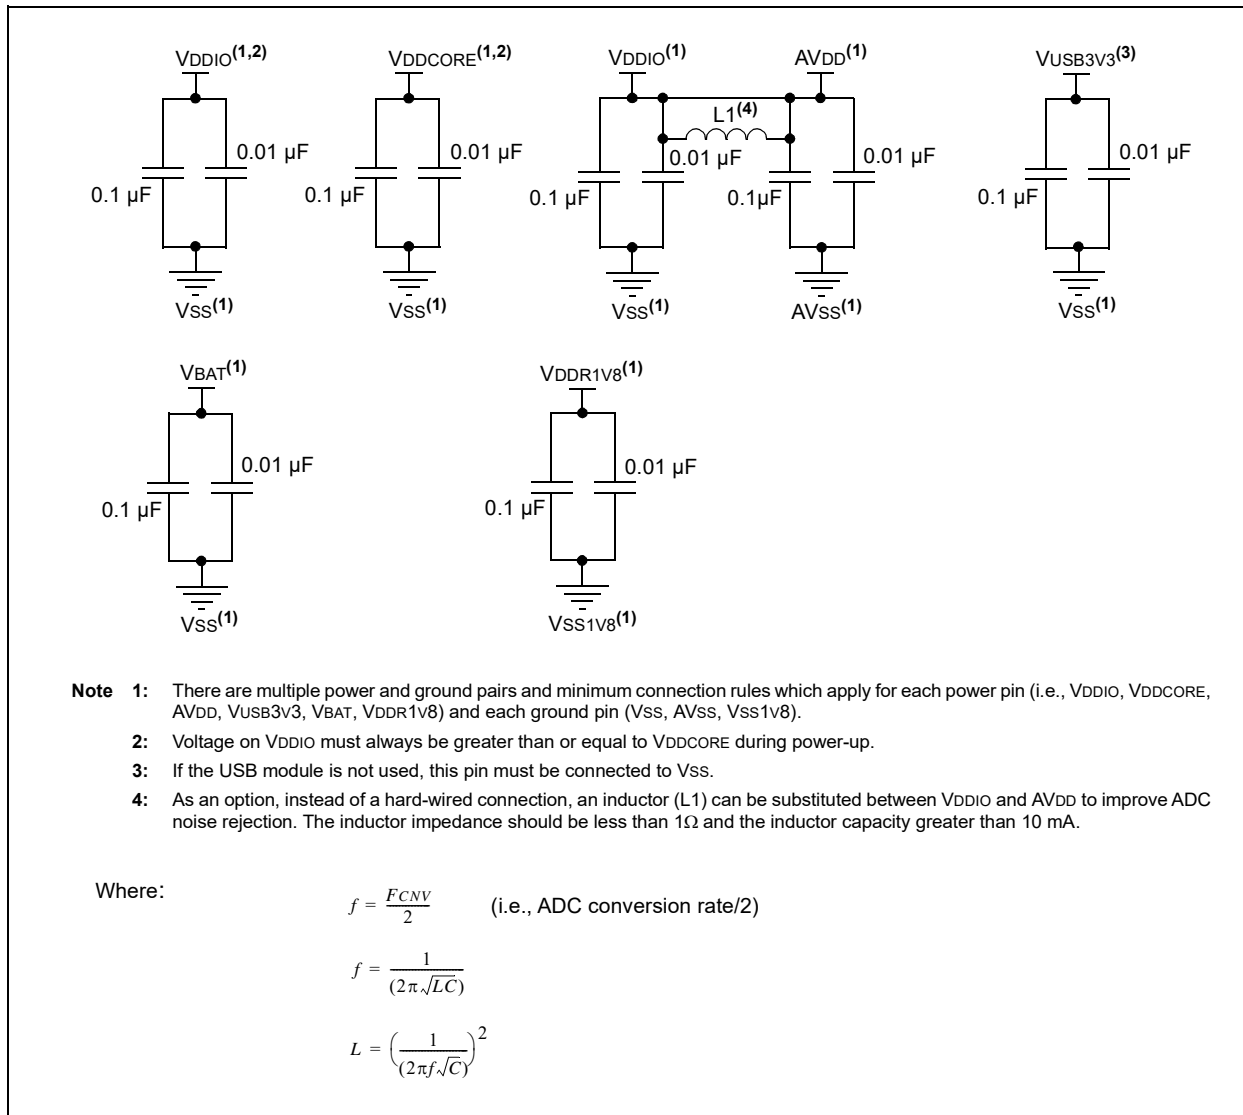 VDDIO(1,2)
VDDCORE(1,2)
VDDIO(1)
AVDD(1)
VUSB3V3(3)
L1(4)
0.01 µF
0.01 µF
0.01 µF
0.01 µF
0.01 µF
0.1 µF
0.1 µF
0.1 µF
0.1µF
0.1 µF
VSS(1)
VSS(1)
VSS(1)
AVSS(1)
VSS(1)
VBAT(1)
VDDR1V8(1)
0.01 µF
0.01 µF
0.1 µF
0.1 µF
VSS(1)
VSS1V8(1)
Note 1: There are multiple power and ground pairs and minimum connection rules which apply for each power pin (i.e., VDDIO, VDDCORE,
AVDD, VUSB3V3, VBAT, VDDR1V8) and each ground pin (VSS, AVSS, VSS1V8).
2: Voltage on VDDIO must always be greater than or equal to VDDCORE during power-up.
3: If the USB module is not used, this pin must be connected to VSS.
4: As an option, instead of a hard-wired connection, an inductor (L1) can be substituted between VDDIO and AVDD to improve ADC
noise rejection. The inductor impedance should be less than 1Ω and the inductor capacity greater than 10 mA.
Where:
f = FCNV/2 (i.e., ADC conversion rate/2)
f = 1/(2π√LC)
L = (1/(2πf√C))²